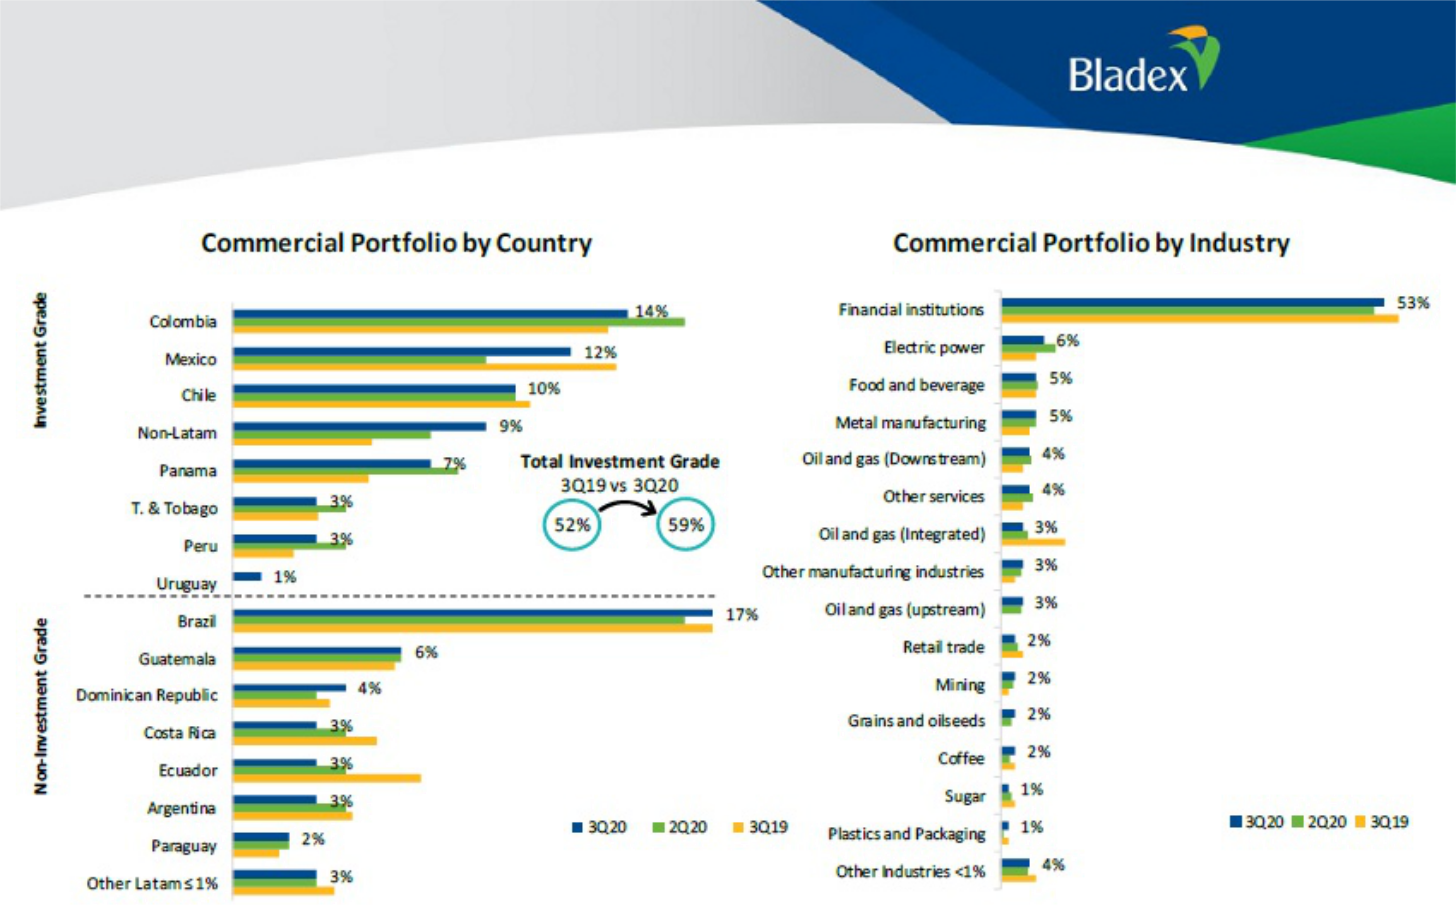 Bladex
Commercial Portfolio by Country
Investment Grade
Colombia 14%
Mexico 12%
Chile 10%
Non-Latam 9%
Panama 7%
T. & Tobago 3%
Peru 3%
Uruguay 1%
Total Investment Grade
3Q19 vs 3Q20
52% 59%
Non-Investment Grade
Brazil 17%
Guatemala 6%
Dominican Republic 4%
Costa Rica 3%
Ecuador 3%
Argentina 3%
Paraguay 2%
Other Latam ≤ 1% 3%
3Q20 2Q20 3Q19
Commercial Portfolio by Industry
Financial institutions 53%
Electric power 6%
Food and beverage 5%
Metal manufacturing 5%
Oil and gas (Downstream) 4%
Other services 4%
Oil and gas (Integrated) 3%
Other manufacturing industries 3%
Oil and gas (upstream) 3%
Retail trade 2%
Mining 2%
Grains and oilseeds 2%
Coffee 2%
Sugar 1%
Plastics and Packaging 1%
Other Industries <1% 4%
3Q20 2Q20 3Q19